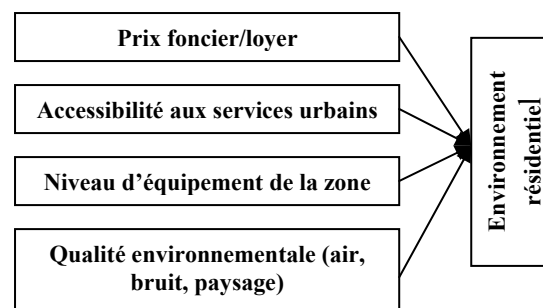 Prix foncier/loyer
Accessibilité aux services urbains
Niveau d’équipement de la zone
Qualité environnementale (air,
bruit, paysage)
Environnement
résidentiel